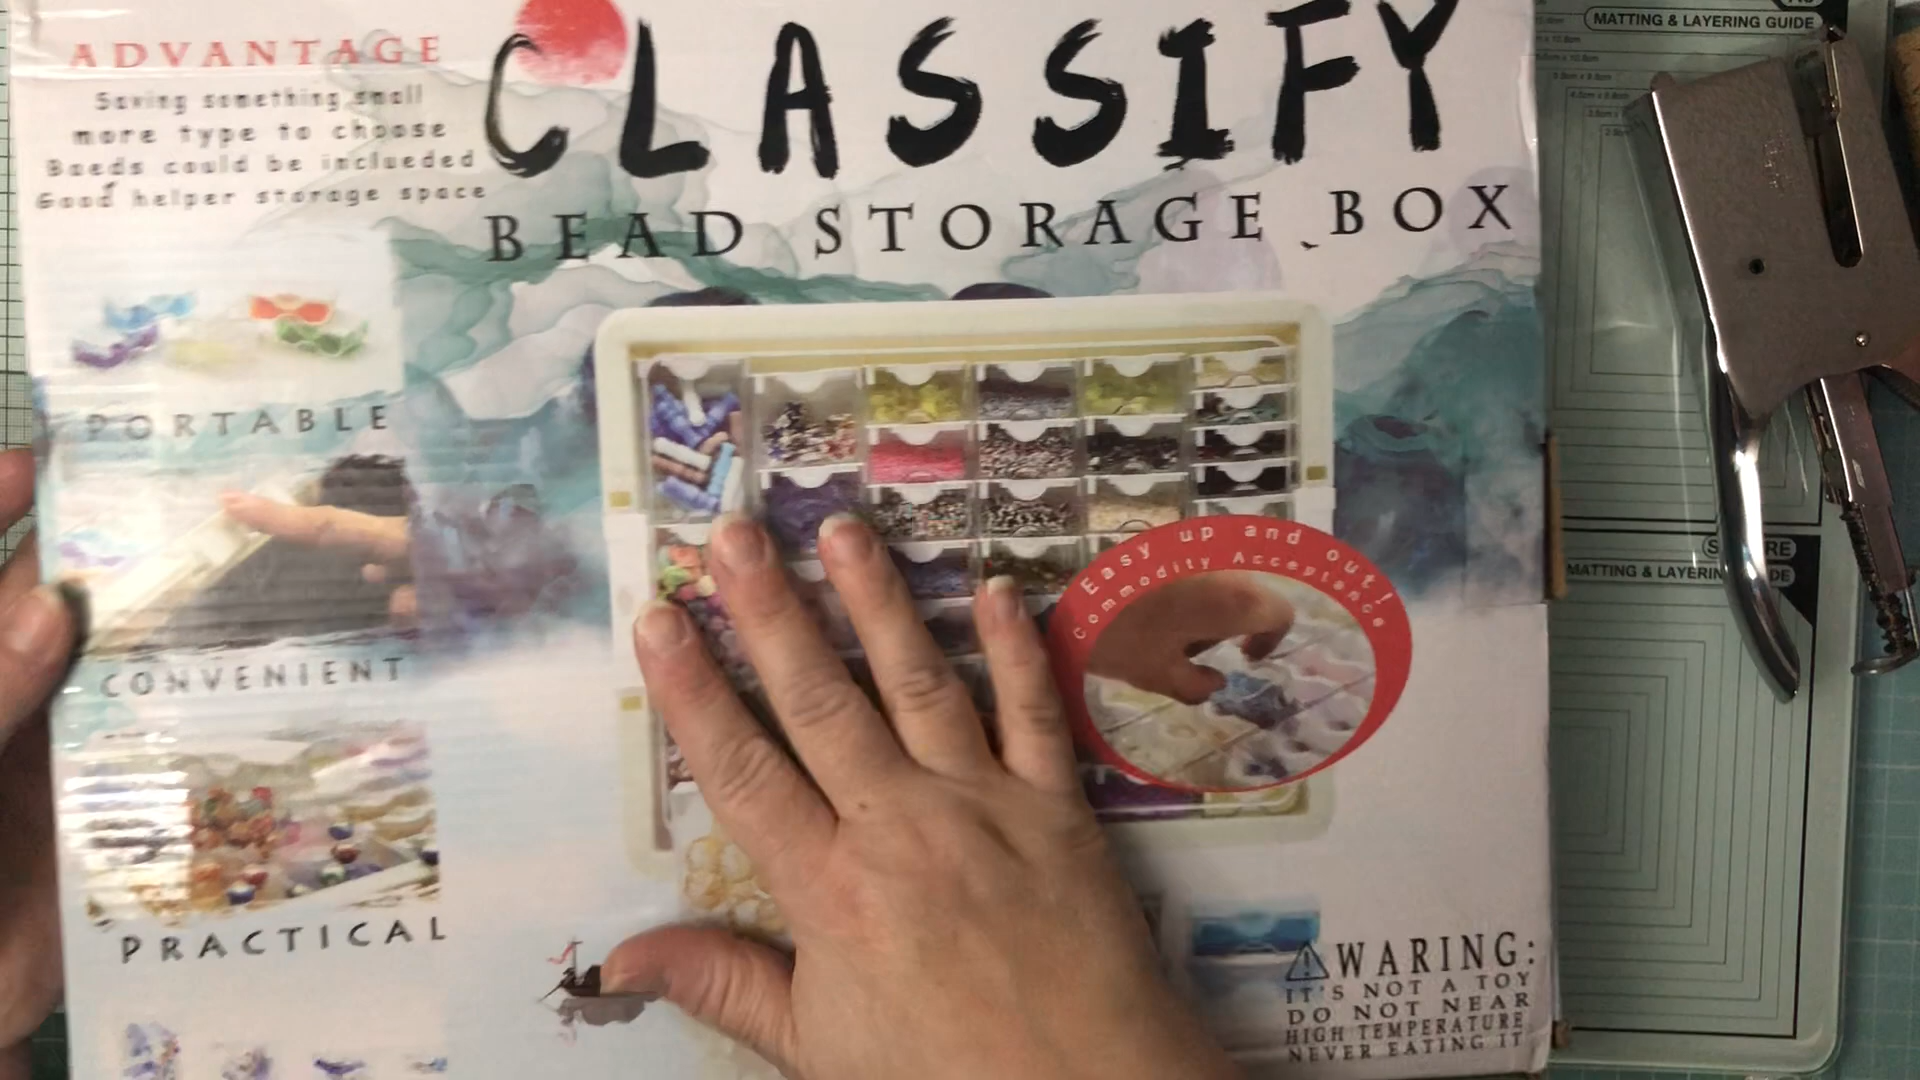 ADVANTAGE
Saving something small
more type to choose
Baeds could be inclueded
Good helper storage space
CLASSIFY
BEAD STORAGE BOX
PORTABLE
CONVENIENT
PRACTICAL
Easy up and out!
Commodity Acceptance
WARING:
IT'S NOT A TOY
DO NOT NEAR
HIGH TEMPERATURE
NEVER EATING IT
MATTING & LAYERING GUIDE
MATTING & LAYERING